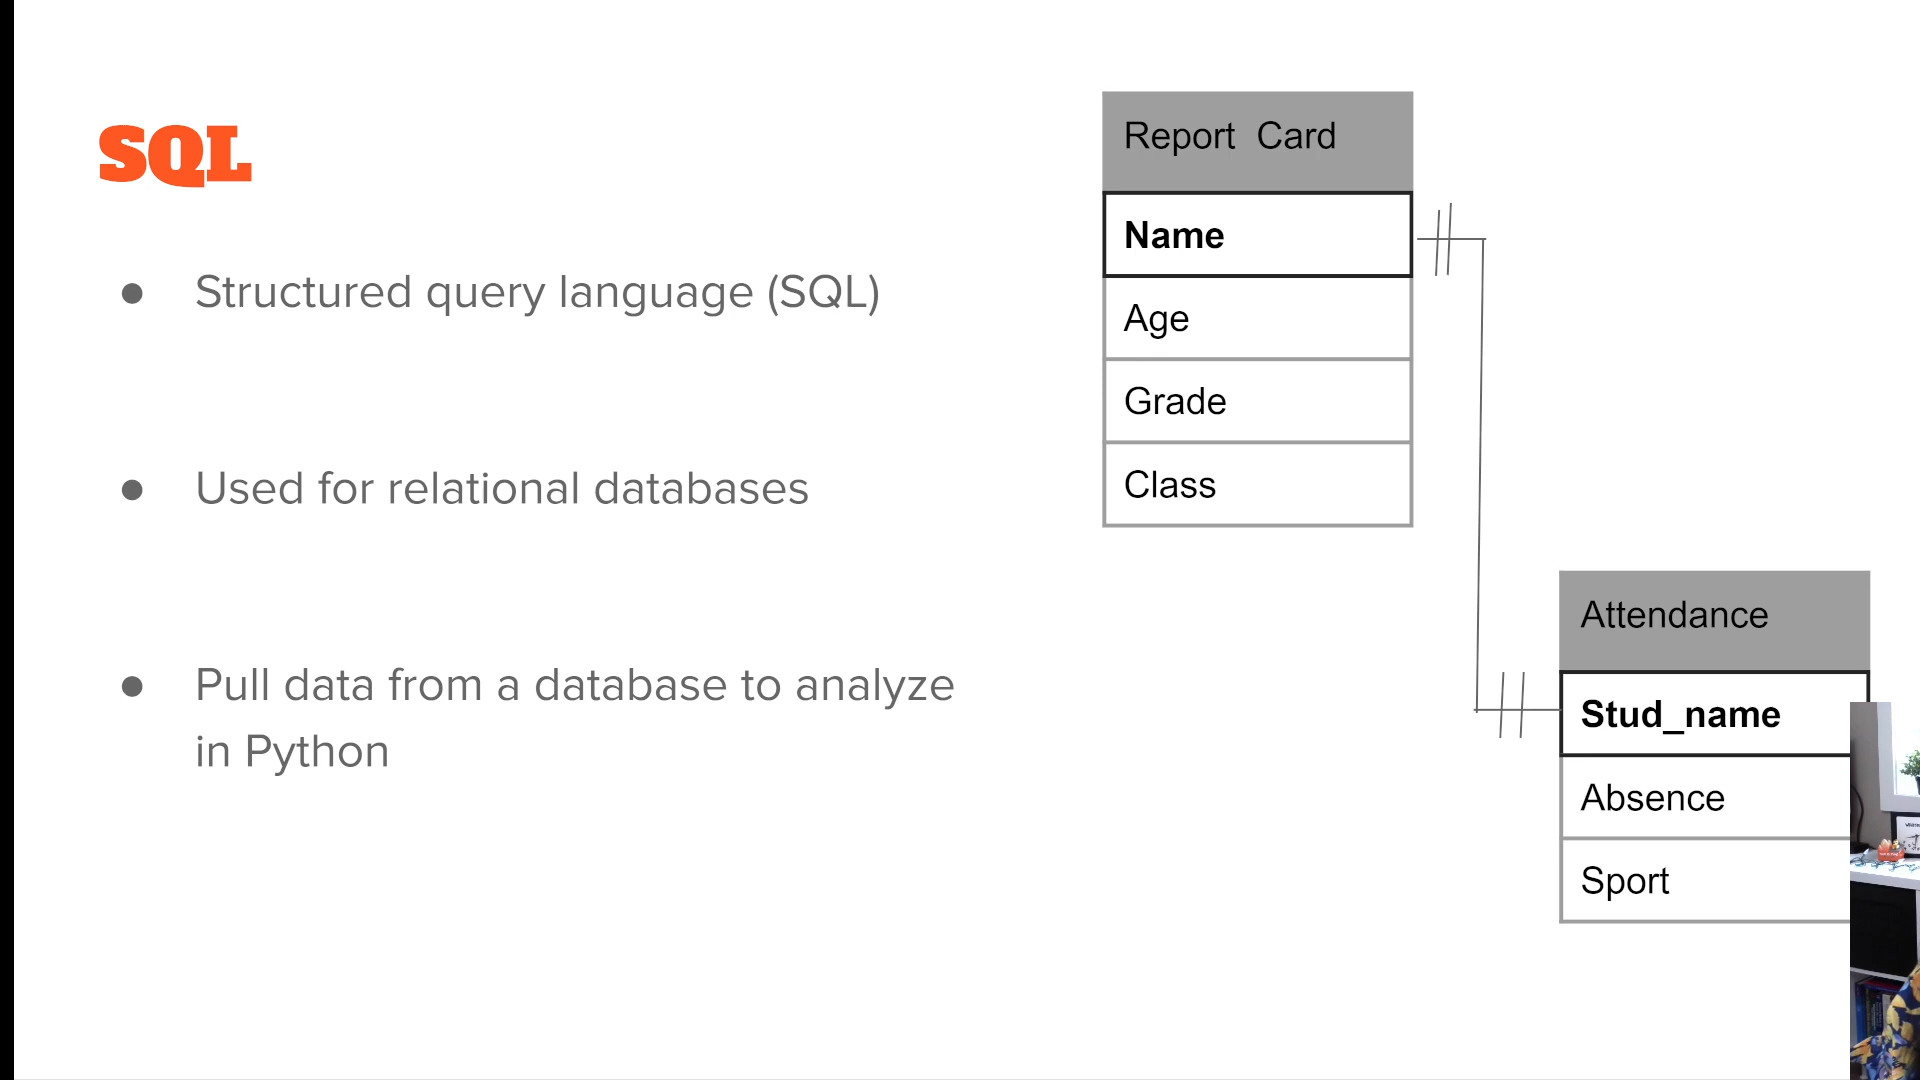 SQL
Structured query language (SQL)
Used for relational databases
Pull data from a database to analyze
in Python
Report Card
Name
Age
Grade
Class
Attendance
Stud_name
Absence
Sport